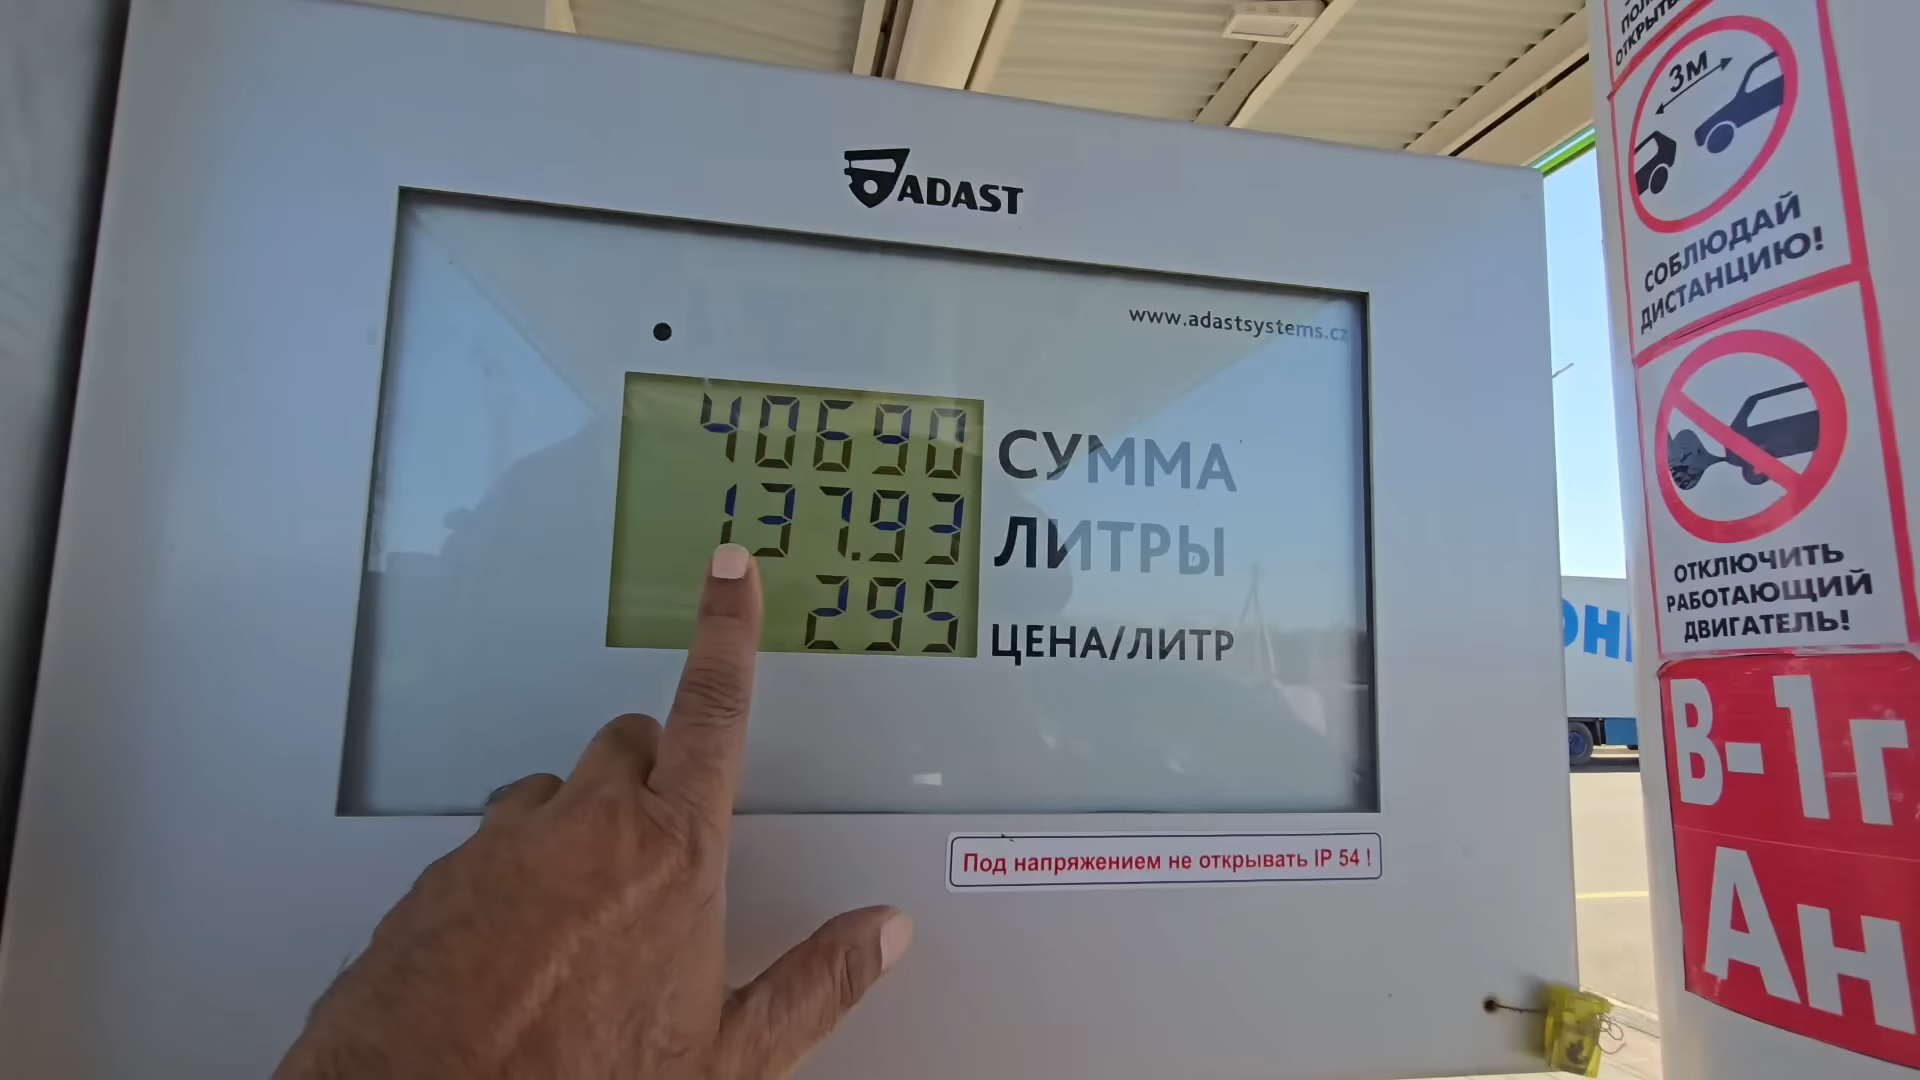 ADAST
www.adastsystems.cz
40690 СУММА
137.93 ЛИТРЫ
295 ЦЕНА/ЛИТР
Под напряжением не открывать IP 54 !
3м
СОБЛЮДАЙ
ДИСТАНЦИЮ!
ОТКЛЮЧИТЬ
РАБОТАЮЩИЙ
ДВИГАТЕЛЬ!
В-1г
Ан